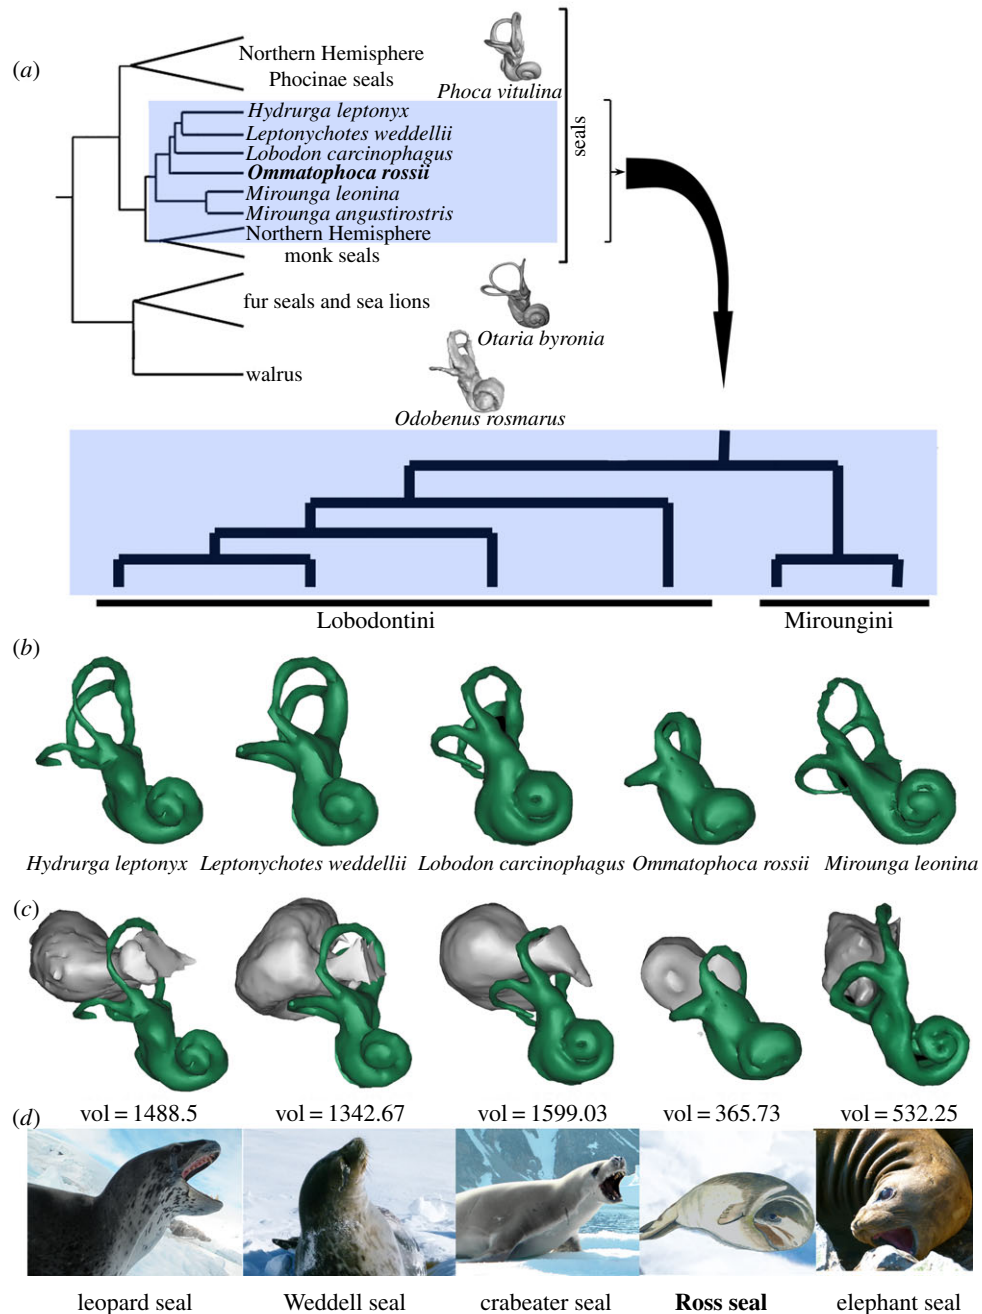 (a)
Northern Hemisphere
Phocinae seals
Phoca vitulina
Hydrurga leptonyx
Leptonychotes weddellii
Lobodon carcinophagus
Ommatophoca rossii
Mirounga leonina
Mirounga angustirostris
Northern Hemisphere
monk seals
seals
fur seals and sea lions
Otaria byronia
walrus
Odobenus rosmarus
Lobodontini
Miroungini
(b)
Hydrurga leptonyx
Leptonychotes weddellii
Lobodon carcinophagus
Ommatophoca rossii
Mirounga leonina
(c)
vol = 1488.5
vol = 1342.67
vol = 1599.03
vol = 365.73
vol = 532.25
(d)
leopard seal
Weddell seal
crabeater seal
Ross seal
elephant seal